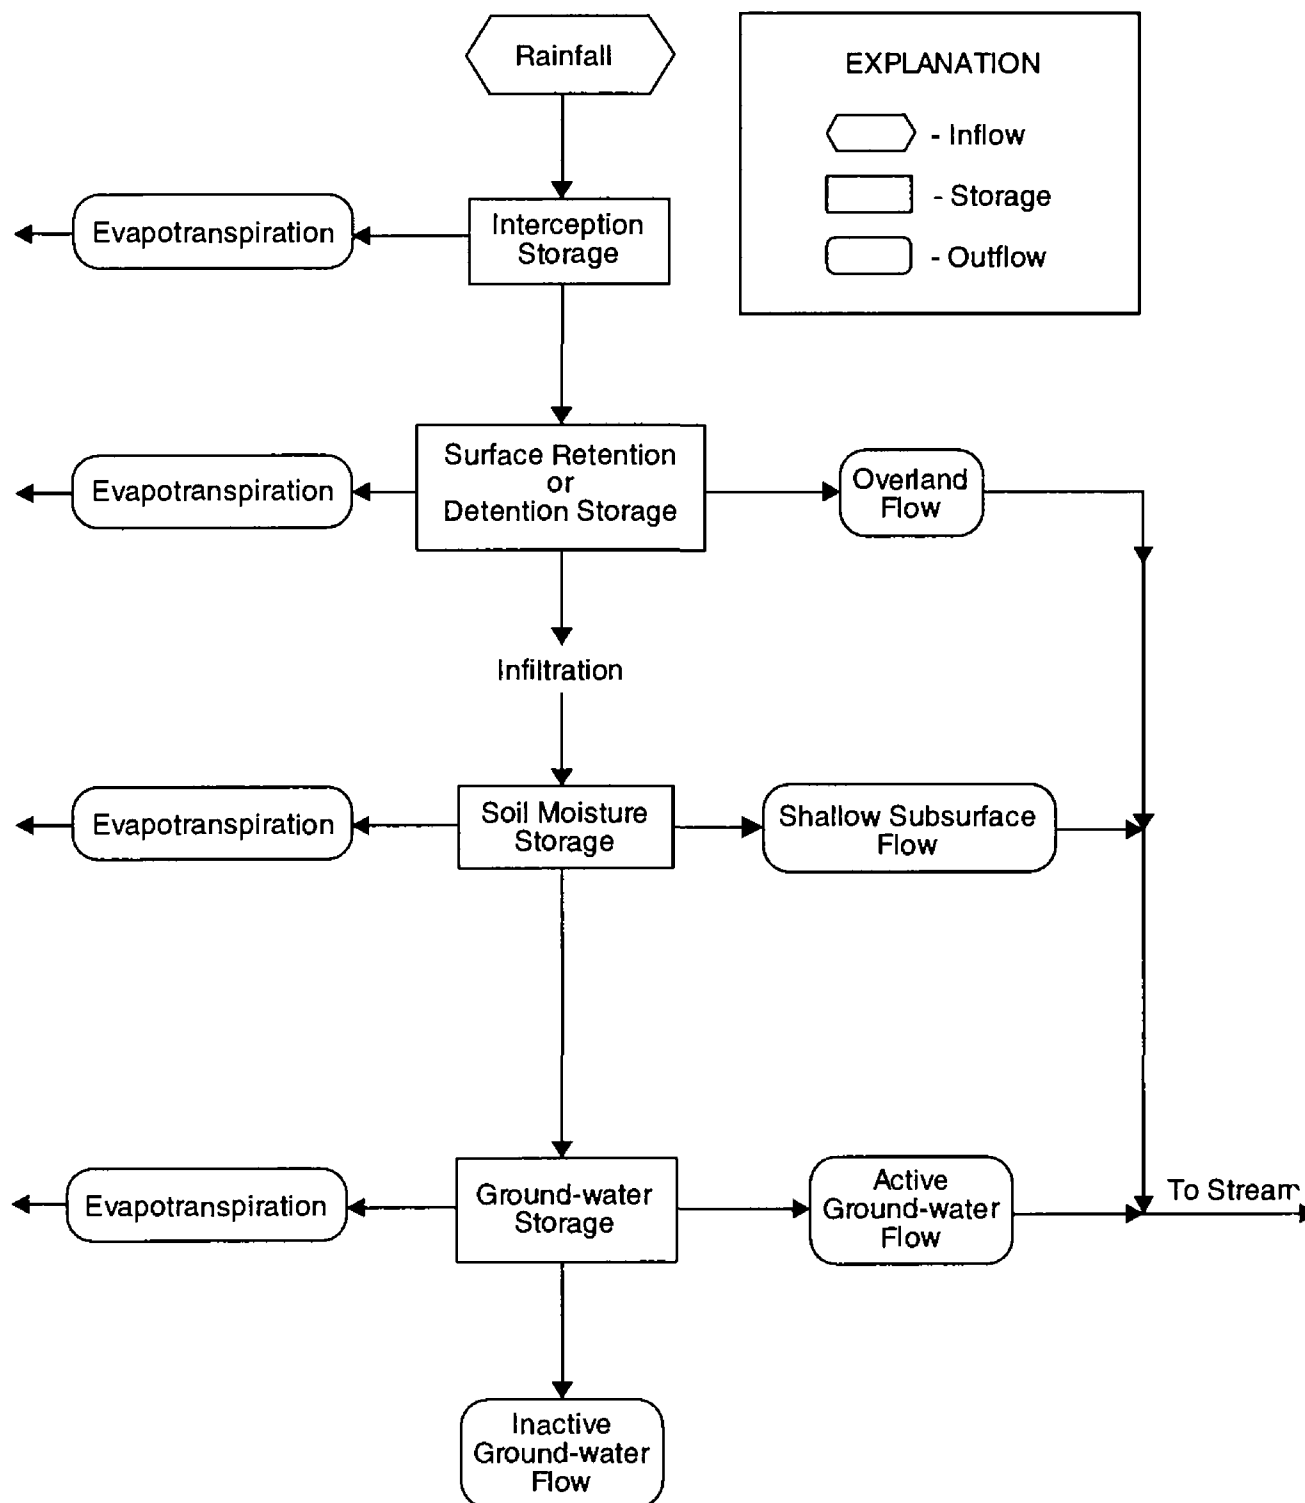 Rainfall
EXPLANATION
- Inflow
- Storage
- Outflow
Evapotranspiration
Interception
Storage
Evapotranspiration
Surface Retention
or
Detention Storage
Overland
Flow
Infiltration
Evapotranspiration
Soil Moisture
Storage
Shallow Subsurface
Flow
Evapotranspiration
Ground-water
Storage
Active
Ground-water
Flow
To Stream
Inactive
Ground-water
Flow